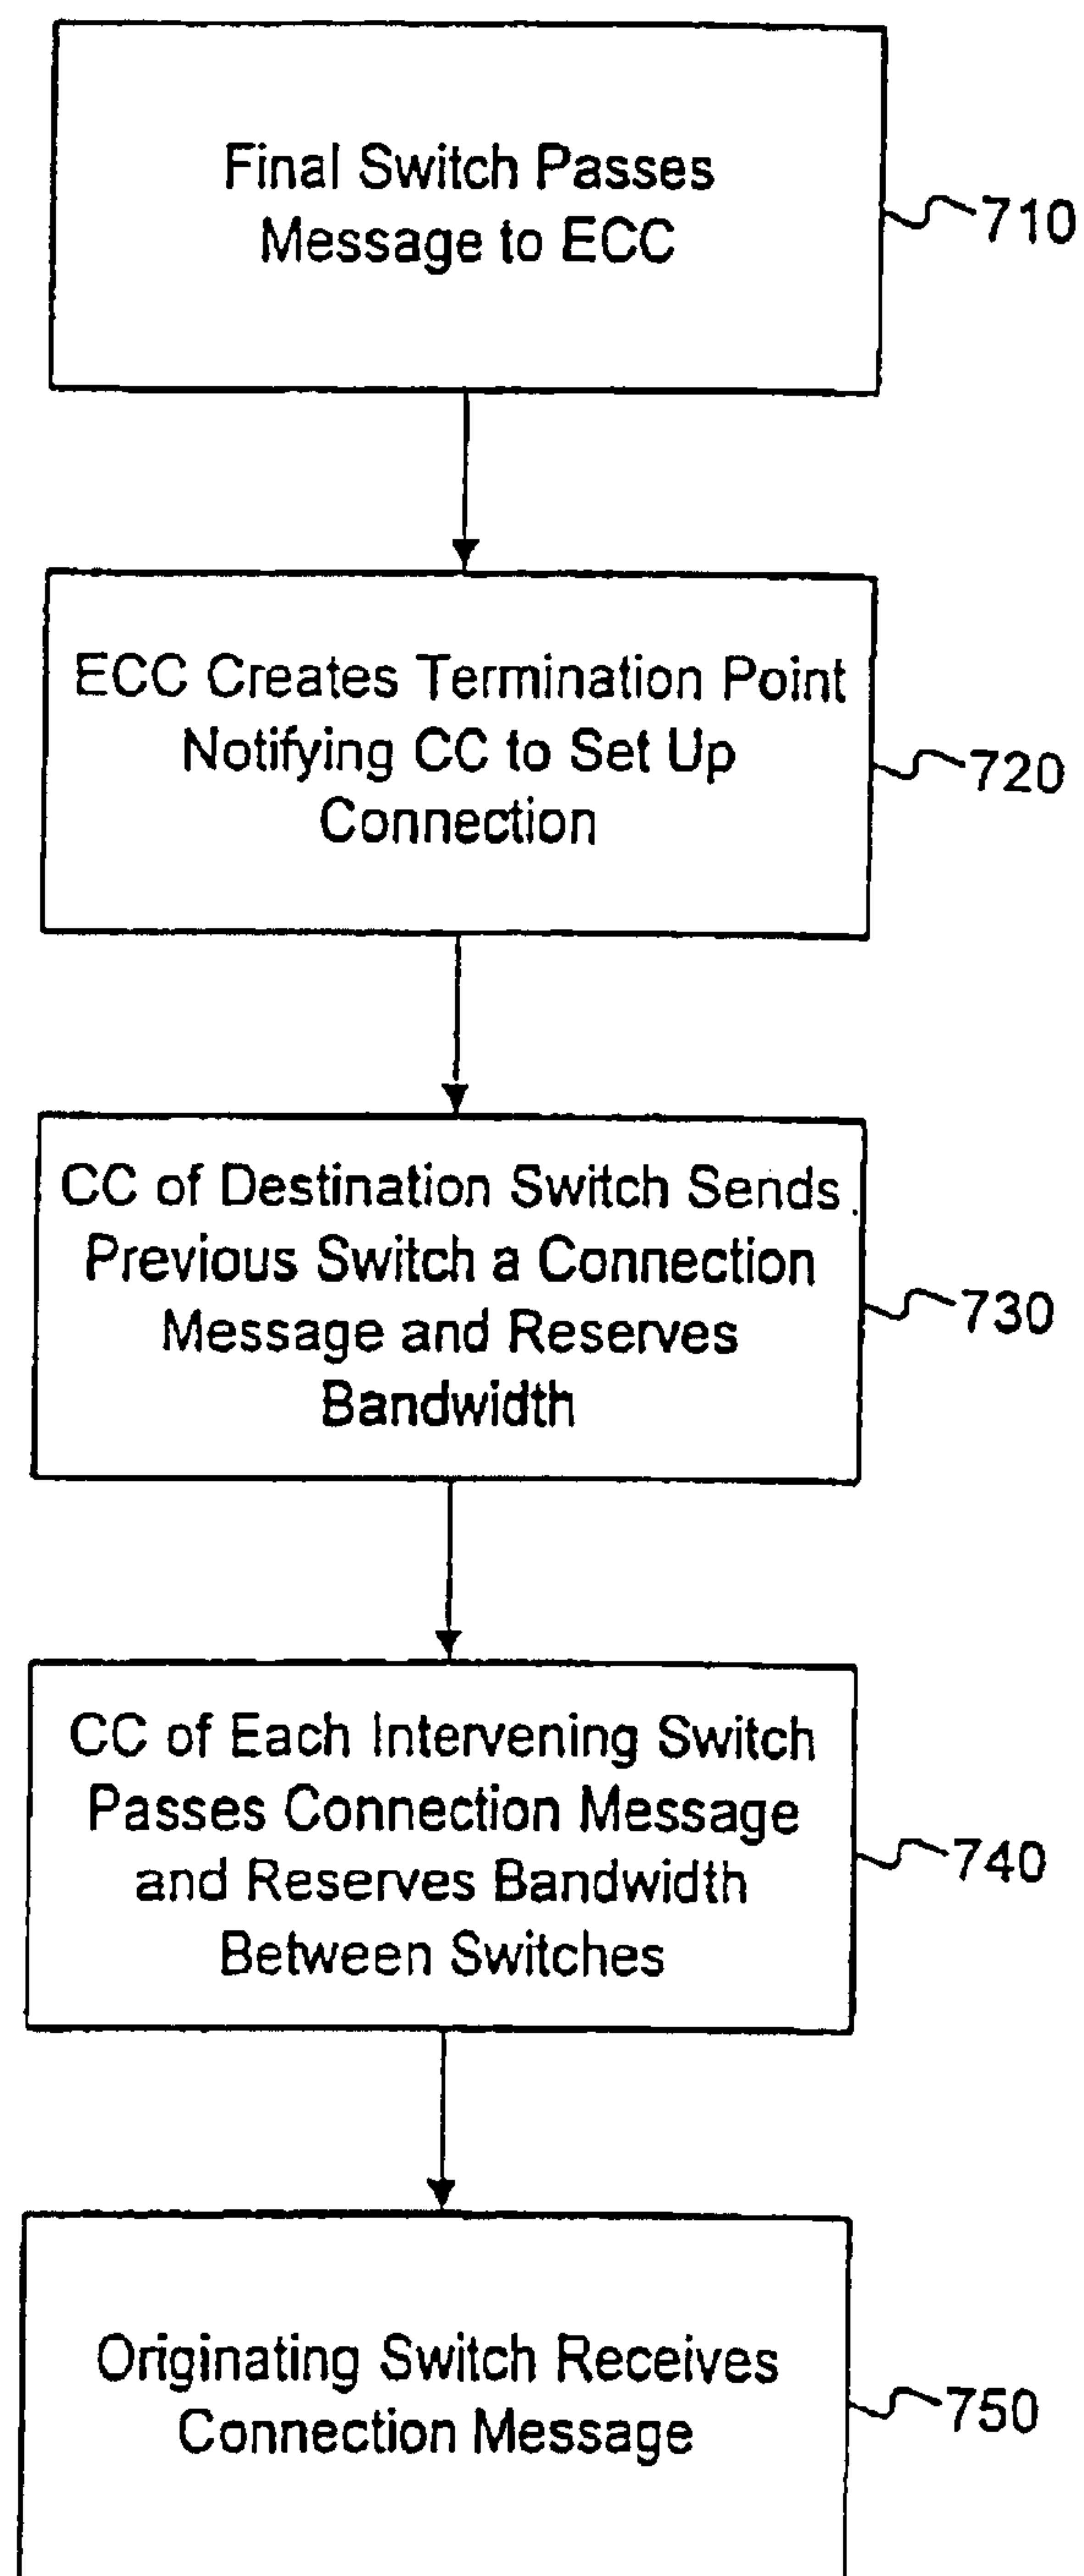 Final Switch Passes
Message to ECC
710
ECC Creates Termination Point
Notifying CC to Set Up
Connection
720
CC of Destination Switch Sends
Previous Switch a Connection
Message and Reserves
Bandwidth
730
CC of Each Intervening Switch
Passes Connection Message
and Reserves Bandwidth
Between Switches
740
Originating Switch Receives
Connection Message
750